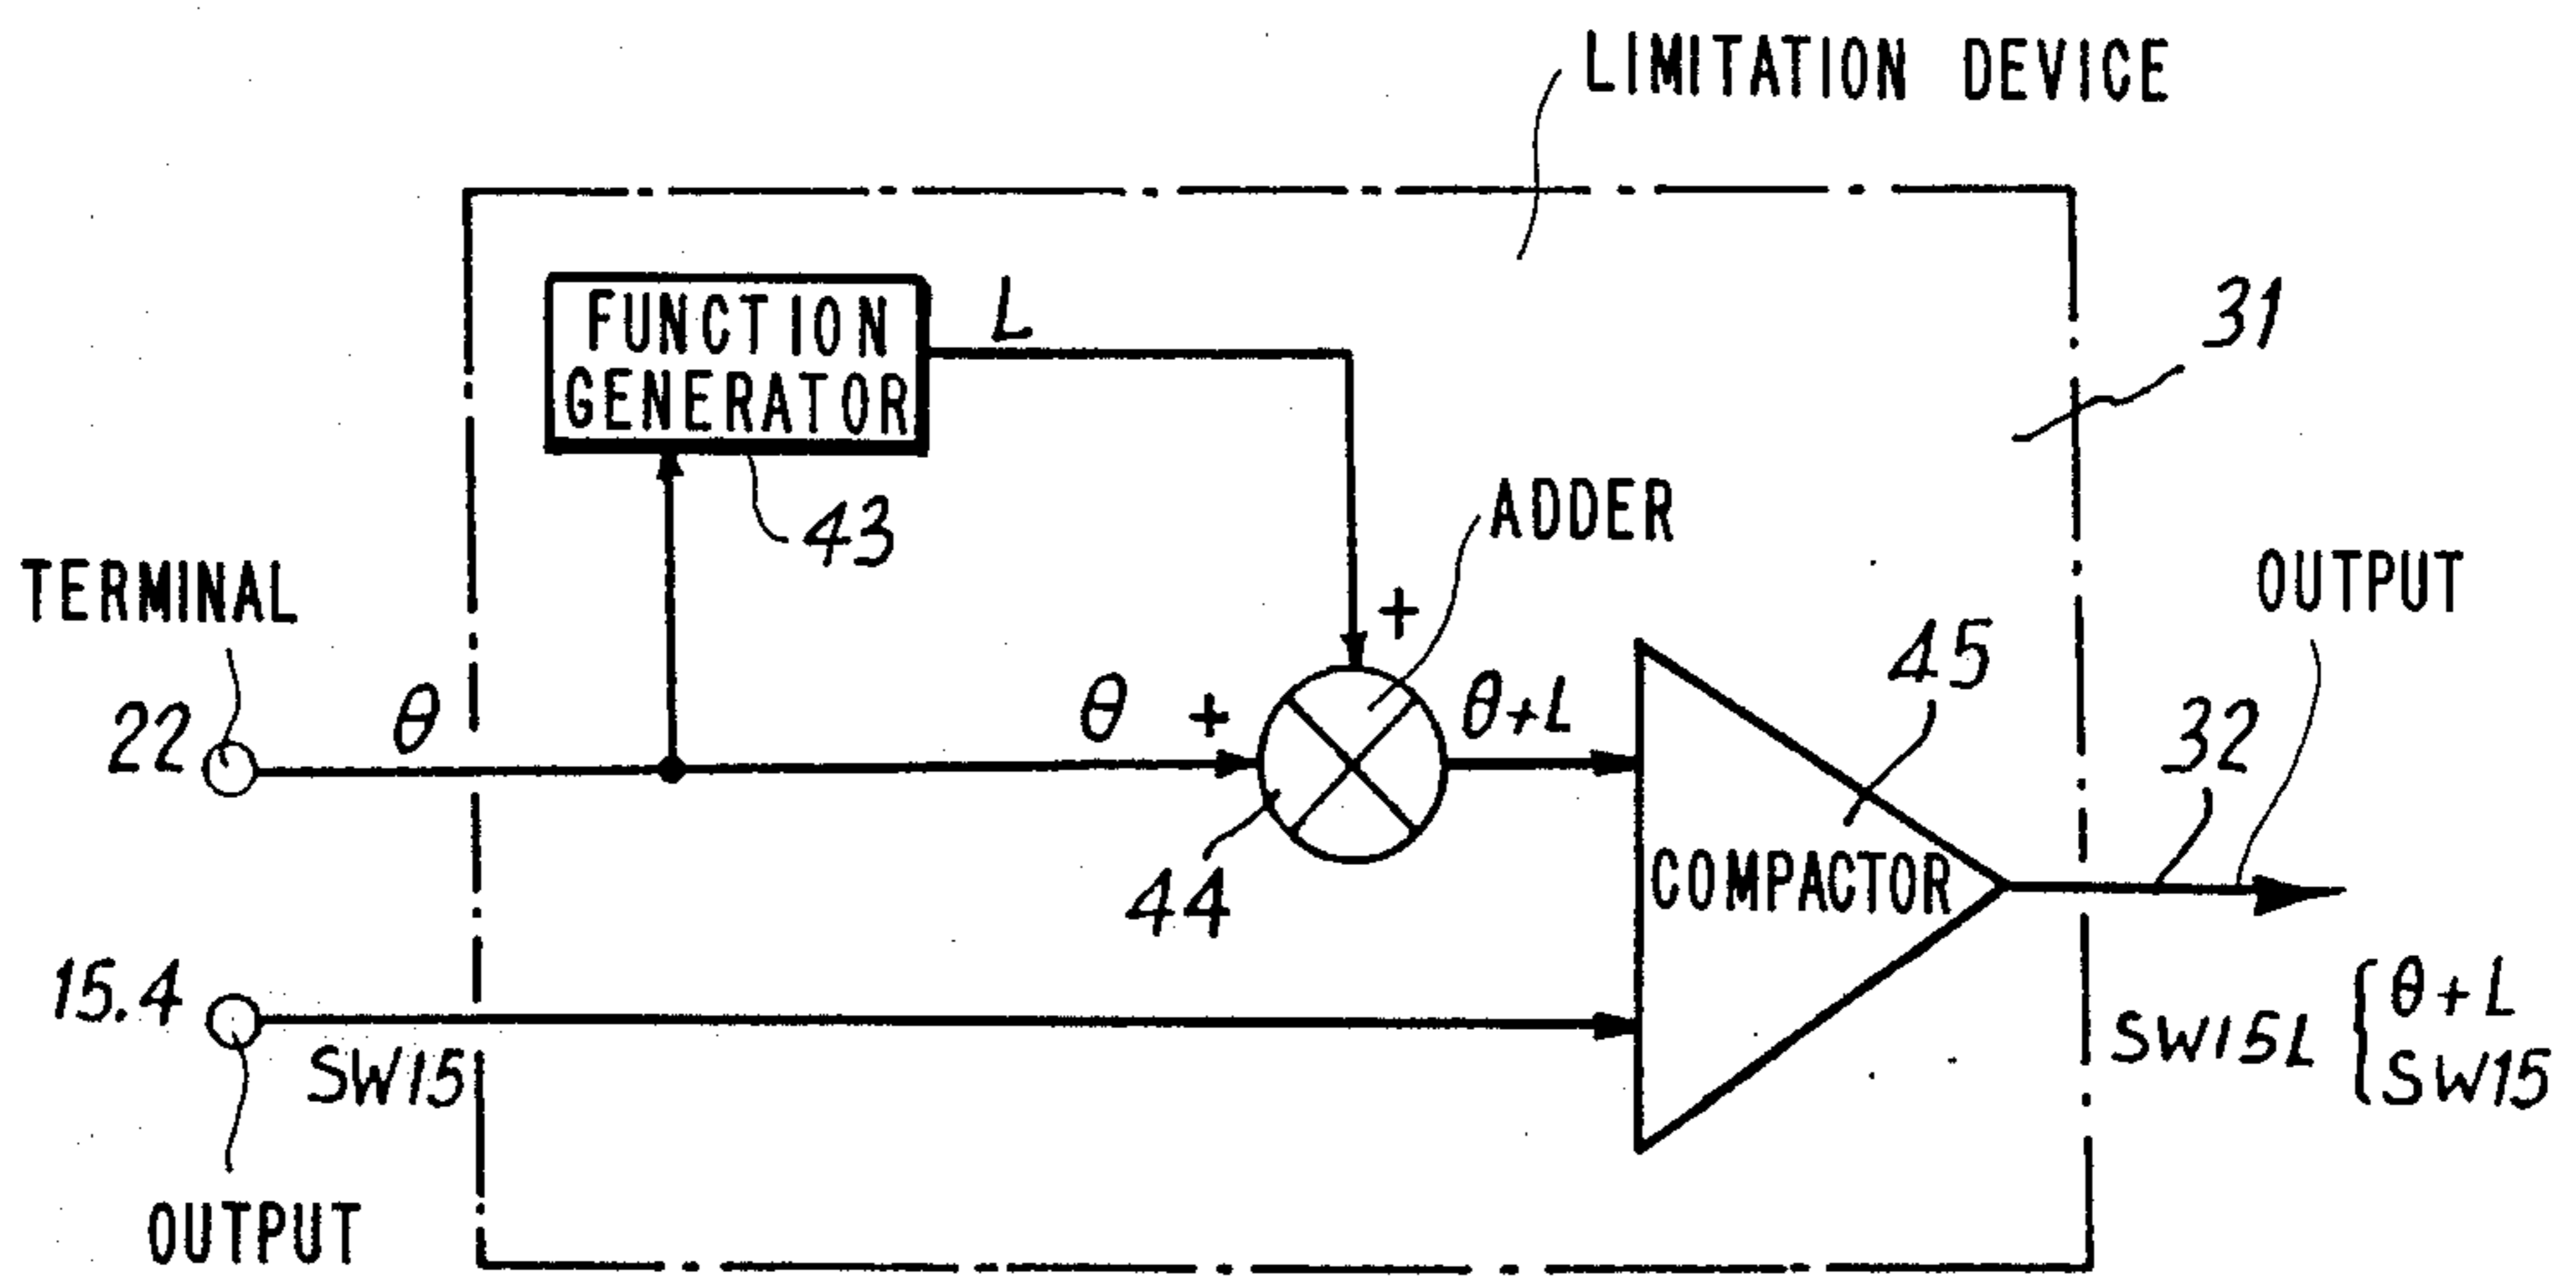 LIMITATION DEVICE
31
FUNCTION
GENERATOR
L
43
ADDER
TERMINAL
OUTPUT
22
θ
θ
+
+
θ+L
45
32
44
COMPACTOR
15.4
SW15
SW15L { θ+L
SW15
OUTPUT